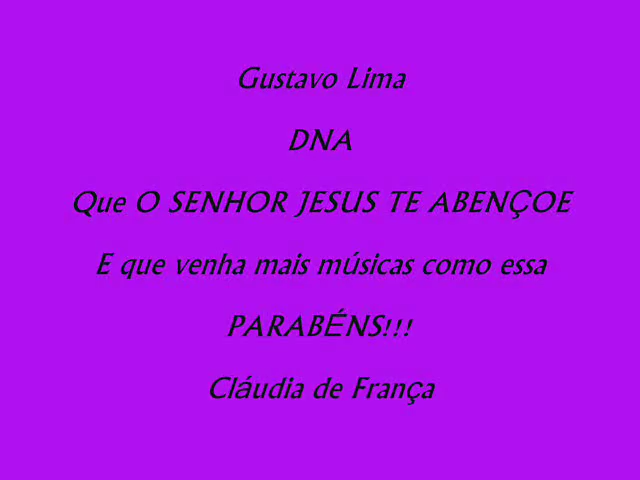 Gustavo Lima
DNA
Que O SENHOR JESUS TE ABENÇOE
E que venha mais músicas como essa
PARABÉNS!!!
Cláudia de França